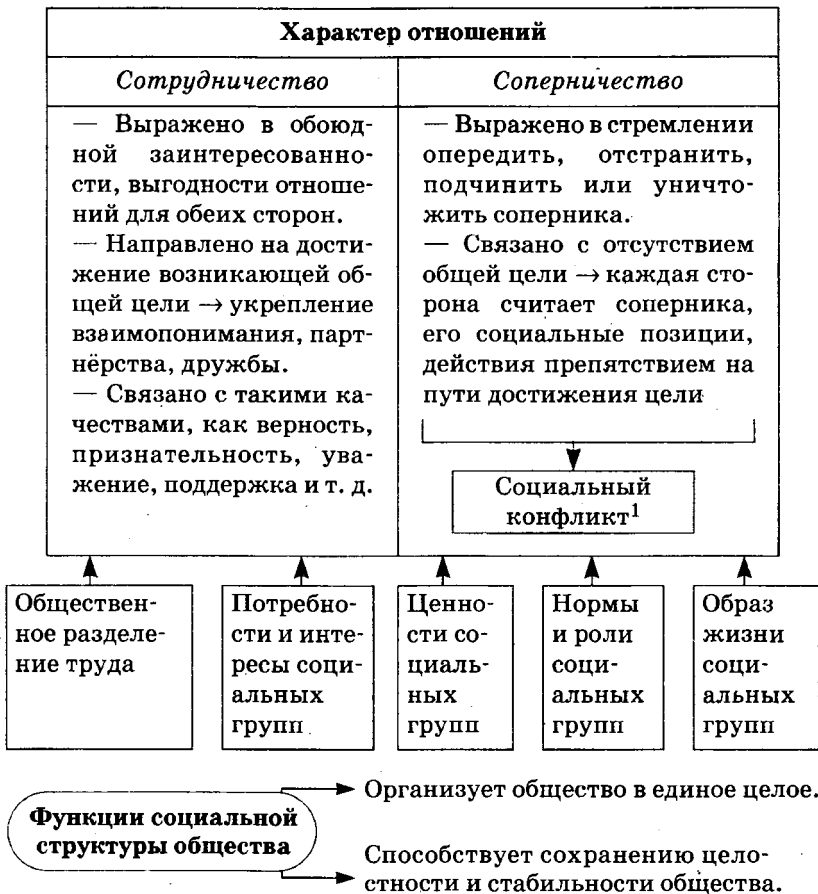 Характер отношений
Сотрудничество
— Выражено в обоюд-
ной заинтересованно-
сти, выгодности отноше-
ний для обеих сторон.
— Направлено на дости-
жение возникающей об-
щей цели → укрепление
взаимопонимания, парт-
нёрства, дружбы.
— Связано с такими ка-
чествами, как верность,
признательность, ува-
жение, поддержка и т. д.
Соперничество
— Выражено в стремлении
опередить, отстранить,
подчинить или уничто-
жить соперника.
— Связано с отсутствием
общей цели → каждая сто-
рона считает соперника,
его социальные позиции,
действия препятствием на
пути достижения цели
Социальный
конфликт¹
Обществен-
ное разделе-
ние труда
Потребно-
сти и инте-
ресы соци-
альных
групп
Ценно-
сти со-
циаль-
ных
групп
Нормы
и роли
соци-
альных
групп
Образ
жизни
соци-
альных
групп
Функции социальной
структуры общества
Организует общество в единое целое.
Способствует сохранению цело-
стности и стабильности общества.